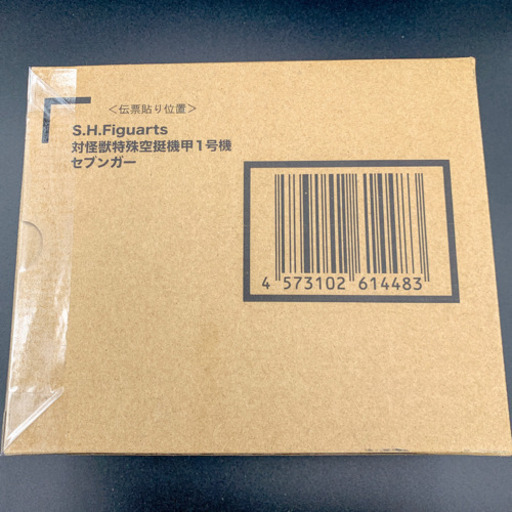 ＜伝票貼り位置＞
S.H.Figuarts
対怪獣特殊空挺機甲1号機
セブンガー
4 573102 614483